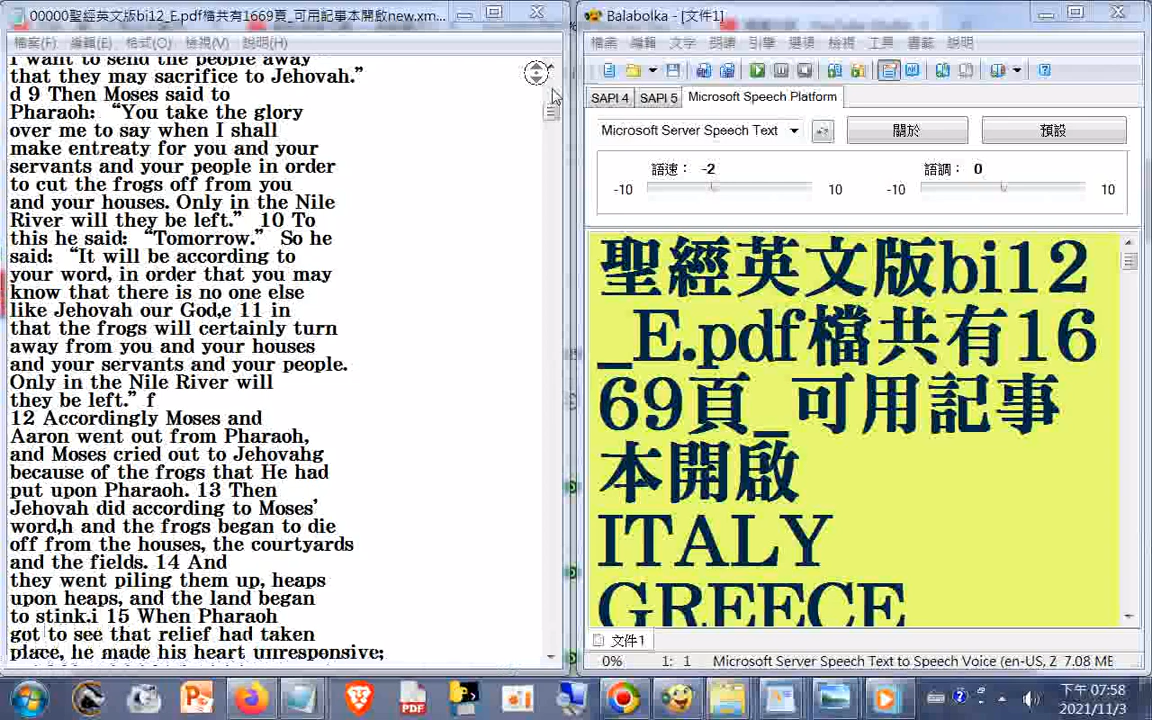 00000聖經英文版bi12_E.pdf檔共有1669頁_可用記事本開啟new.xm...
檔案(F) 編輯(E) 格式(O) 檢視(V) 說明(H)
I want to send the people away
that they may sacrifice to Jehovah.”
d 9 Then Moses said to
Pharaoh: “You take the glory
over me to say when I shall
make entreaty for you and your
servants and your people in order
to cut the frogs off from you
and your houses. Only in the Nile
River will they be left.” 10 To
this he said: “Tomorrow.” So he
said: “It will be according to
your word, in order that you may
know that there is no one else
like Jehovah our God,e 11 in
that the frogs will certainly turn
away from you and your houses
and your servants and your people.
Only in the Nile River will
they be left.” f
12 Accordingly Moses and
Aaron went out from Pharaoh,
and Moses cried out to Jehovahg
because of the frogs that He had
put upon Pharaoh. 13 Then
Jehovah did according to Moses’
word,h and the frogs began to die
off from the houses, the courtyards
and the fields. 14 And
they went piling them up, heaps
upon heaps, and the land began
to stink.i 15 When Pharaoh
got to see that relief had taken
place, he made his heart unresponsive;
Balabolka - [文件1]
檔案 編輯 文字 朗讀 引擎 選項 檢視 工具 書籤 說明
SAPI 4 SAPI 5 Microsoft Speech Platform
Microsoft Server Speech Text 關於 預設
語速： -2 語調： 0
-10 10 -10 10
聖經英文版bi12
_E.pdf檔共有16
69頁_可用記事
本開啟
ITALY
GREECE
文件1
0% 1: 1 Microsoft Server Speech Text to Speech Voice (en-US, 2 7.08 ME
下午 07:58
2021/11/3